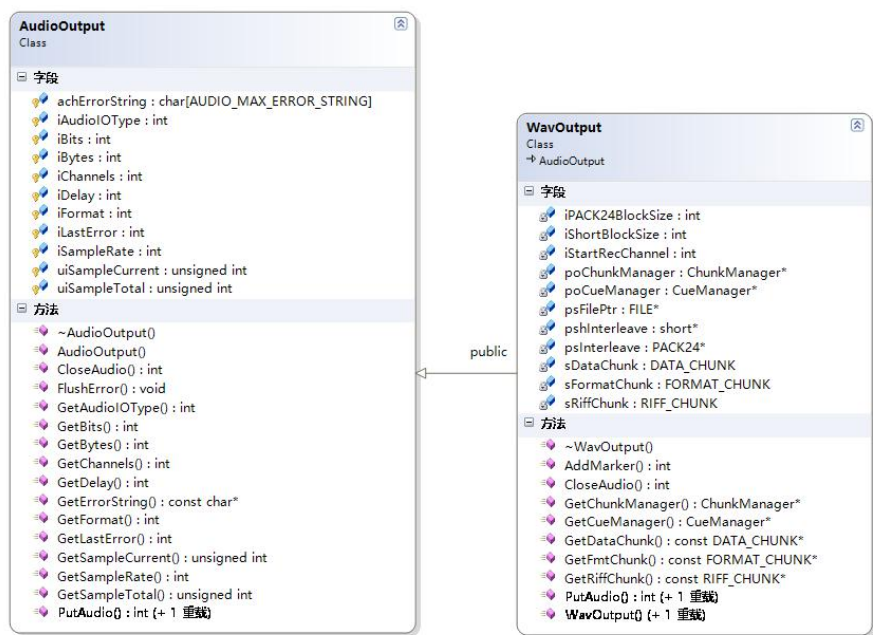 AudioOutput
Class
字段
achErrorString : char[AUDIO_MAX_ERROR_STRING]
iAudioIOType : int
iBits : int
iBytes : int
iChannels : int
iDelay : int
iFormat : int
iLastError : int
iSampleRate : int
uiSampleCurrent : unsigned int
uiSampleTotal : unsigned int
方法
~AudioOutput()
AudioOutput()
CloseAudio() : int
FlushError() : void
GetAudioIOType() : int
GetBits() : int
GetBytes() : int
GetChannels() : int
GetDelay() : int
GetErrorString() : const char*
GetFormat() : int
GetLastError() : int
GetSampleCurrent() : unsigned int
GetSampleRate() : int
GetSampleTotal() : unsigned int
PutAudio() : int (+ 1 重载)
public
WavOutput
Class
AudioOutput
字段
iPACK24BlockSize : int
iShortBlockSize : int
iStartRecChannel : int
poChunkManager : ChunkManager*
poCueManager : CueManager*
psFilePtr : FILE*
pshInterleave : short*
psInterleave : PACK24*
sDataChunk : DATA_CHUNK
sFormatChunk : FORMAT_CHUNK
sRiffChunk : RIFF_CHUNK
方法
~WavOutput()
AddMarker() : int
CloseAudio() : int
GetChunkManager() : ChunkManager*
GetCueManager() : CueManager*
GetDataChunk() : const DATA_CHUNK*
GetFmtChunk() : const FORMAT_CHUNK*
GetRiffChunk() : const RIFF_CHUNK*
PutAudio() : int (+ 1 重载)
WavOutput() (+ 1 重载)